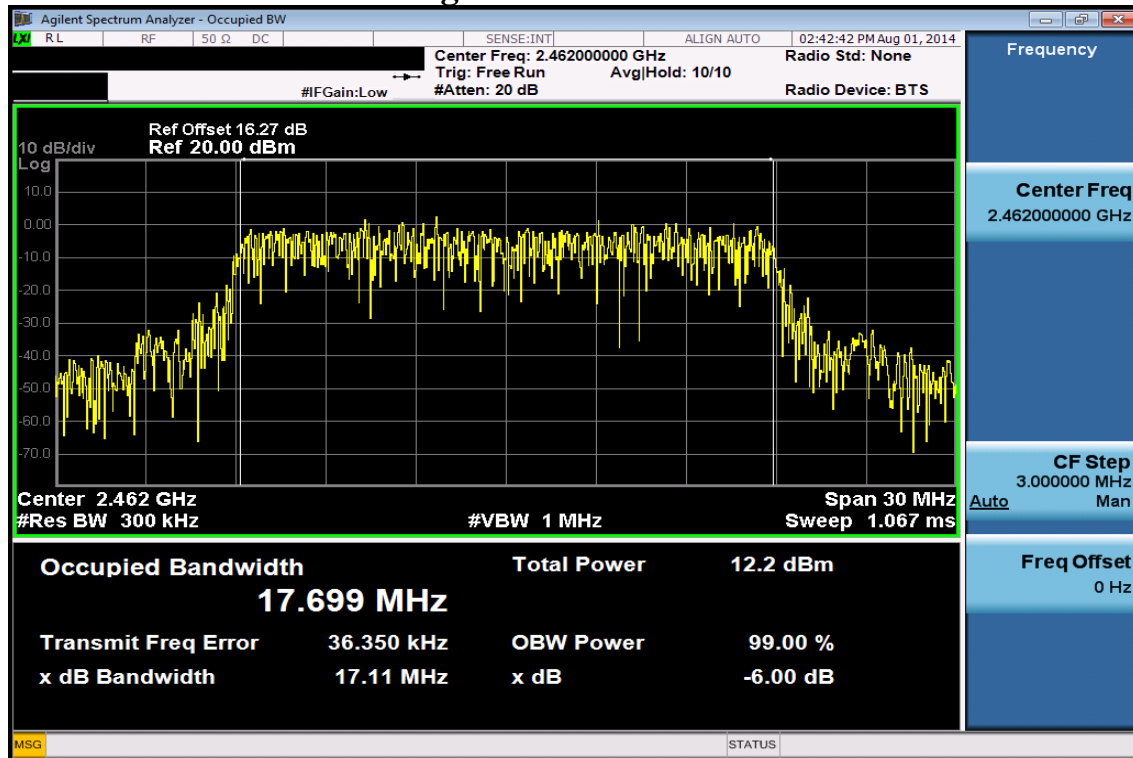 Agilent Spectrum Analyzer - Occupied BW
LXI RL RF 50 Ω DC SENSE:INT ALIGN AUTO 02:42:42 PM Aug 01, 2014
Center Freq: 2.462000000 GHz Radio Std: None
Trig: Free Run Avg|Hold: 10/10
#IFGain:Low #Atten: 20 dB Radio Device: BTS
Ref Offset 16.27 dB
10 dB/div Ref 20.00 dBm
Log
10.0
0.00
-10.0
-20.0
-30.0
-40.0
-50.0
-60.0
-70.0
Center 2.462 GHz Span 30 MHz
#Res BW 300 kHz #VBW 1 MHz Sweep 1.067 ms
Occupied Bandwidth Total Power 12.2 dBm
17.699 MHz
Transmit Freq Error 36.350 kHz OBW Power 99.00 %
x dB Bandwidth 17.11 MHz x dB -6.00 dB
MSG STATUS
Frequency
Center Freq
2.462000000 GHz
CF Step
3.000000 MHz
Auto Man
Freq Offset
0 Hz